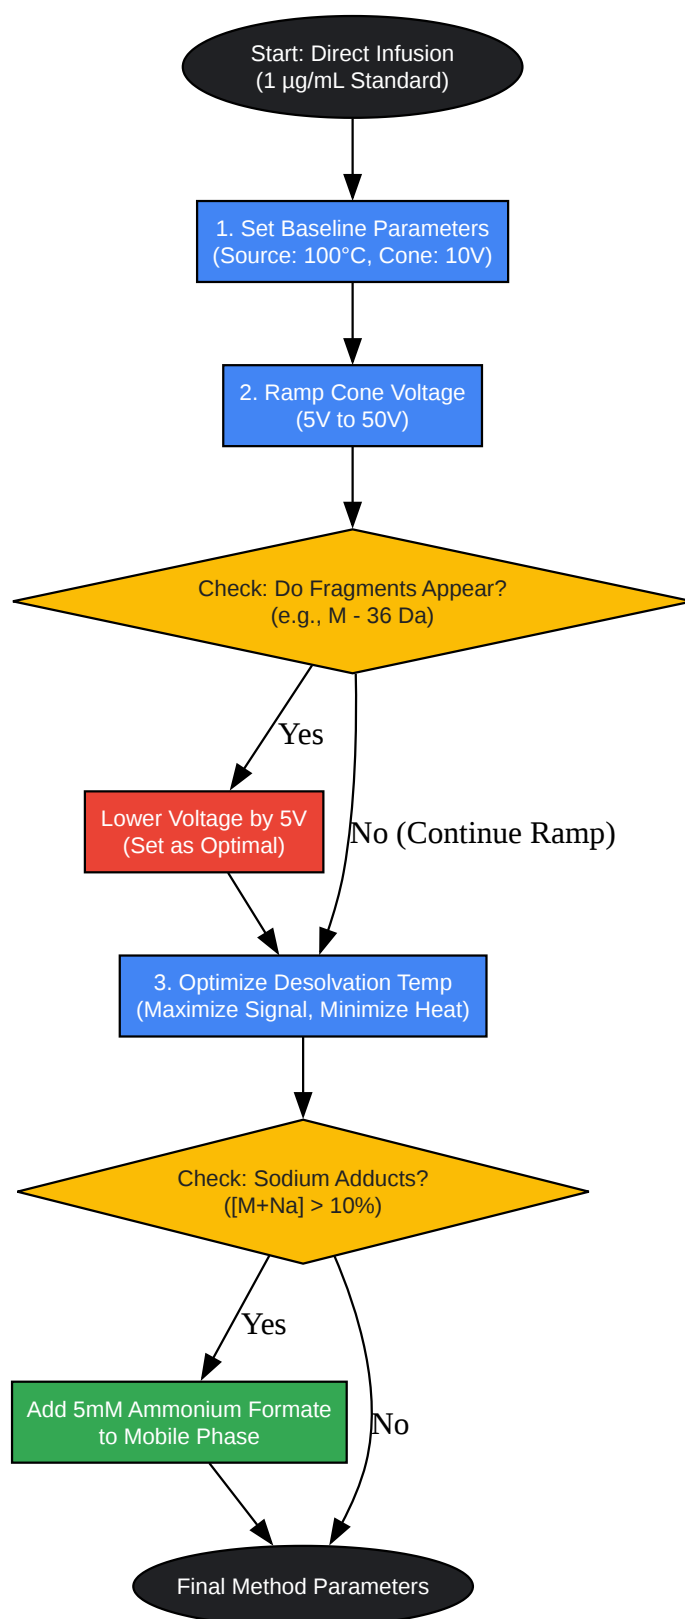 Start: Direct Infusion
(1 µg/mL Standard)
1. Set Baseline Parameters
(Source: 100°C, Cone: 10V)
2. Ramp Cone Voltage
(5V to 50V)
Check: Do Fragments Appear?
(e.g., M - 36 Da)
Yes
Lower Voltage by 5V
(Set as Optimal)
No (Continue Ramp)
3. Optimize Desolvation Temp
(Maximize Signal, Minimize Heat)
Check: Sodium Adducts?
([M+Na] > 10%)
Yes
Add 5mM Ammonium Formate
to Mobile Phase
No
Final Method Parameters